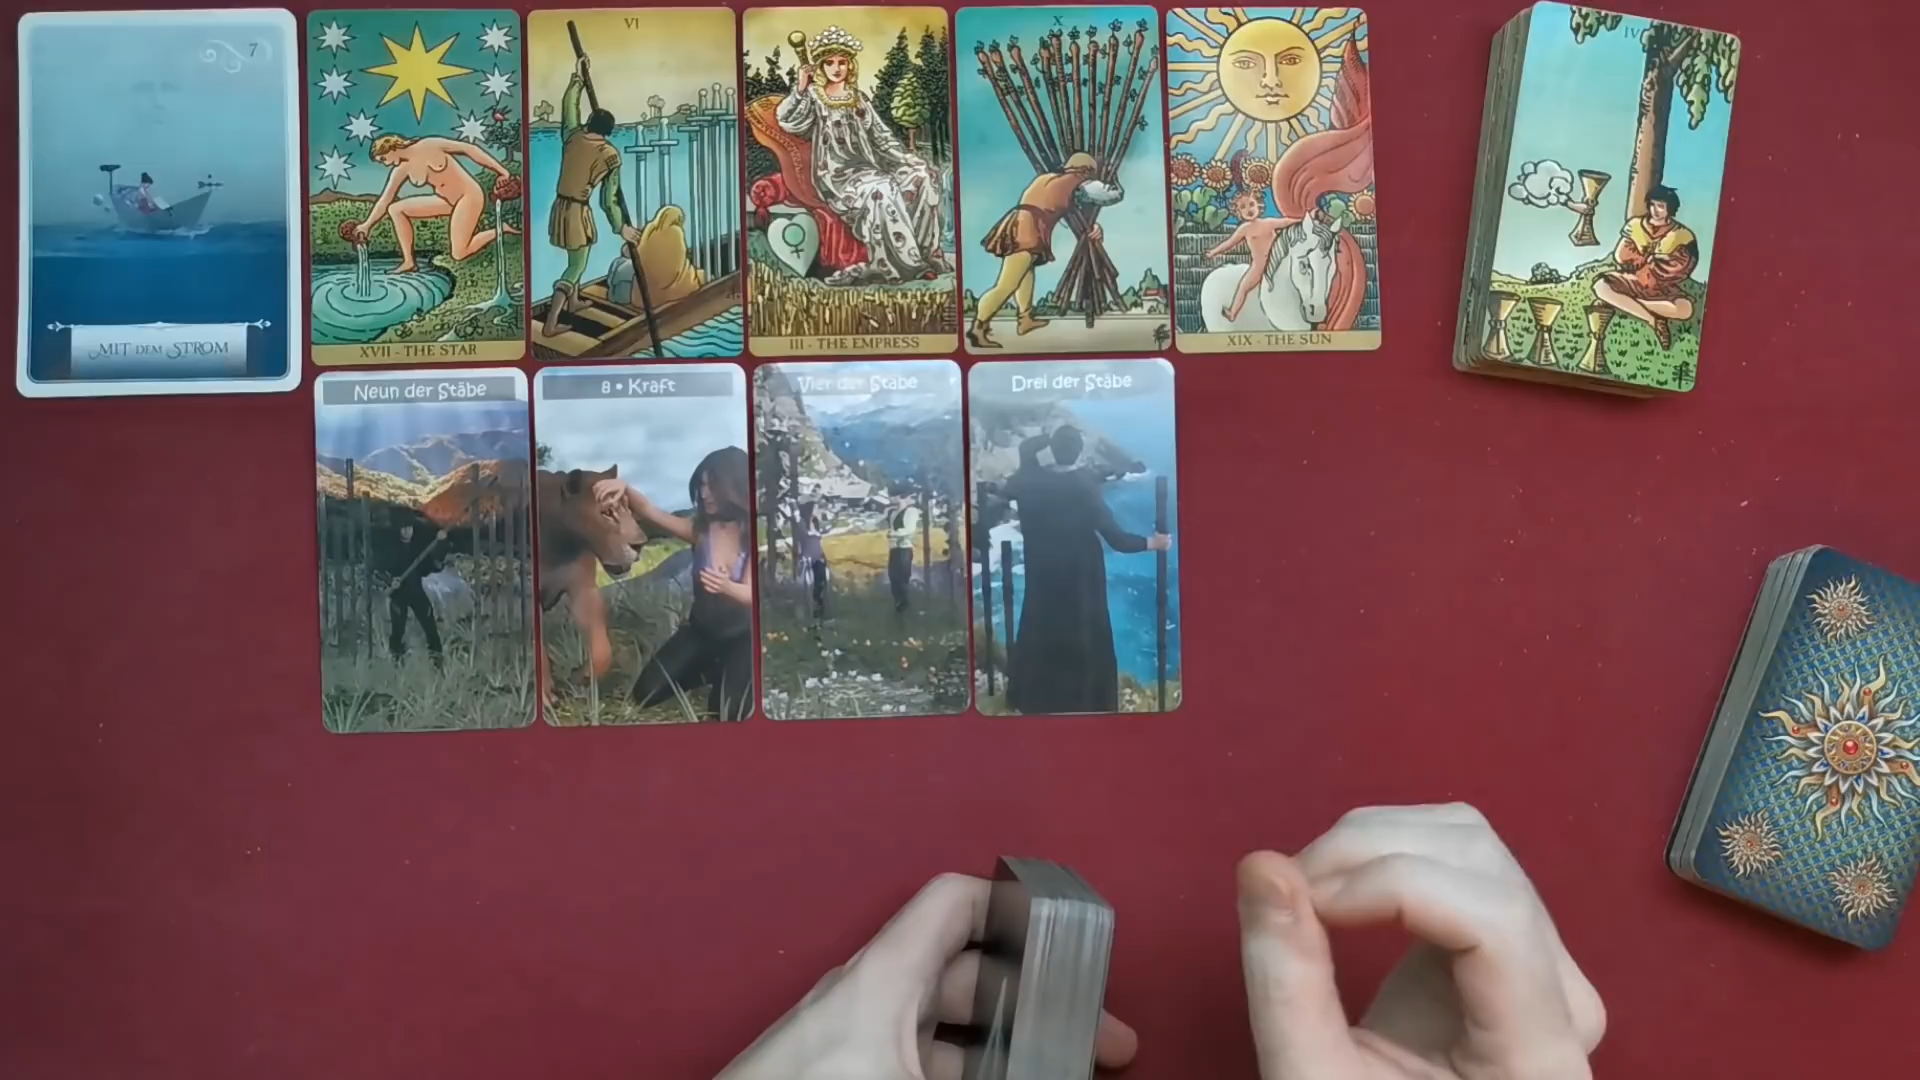 7
MIT DEM STROM
XVII - THE STAR
VI
III - THE EMPRESS
X
XIX - THE SUN
IV
Neun der Stäbe
8 • Kraft
Vier der Stäbe
Drei der Stäbe